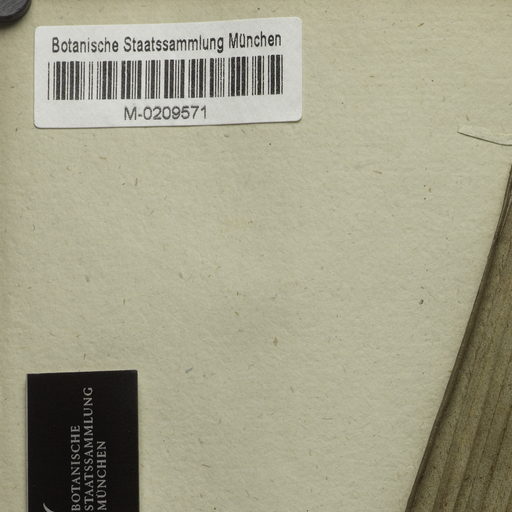 Botanische Staatssammlung München
M-0209571
BOTANISCHE
STAATSSAMMLUNG
MÜNCHEN